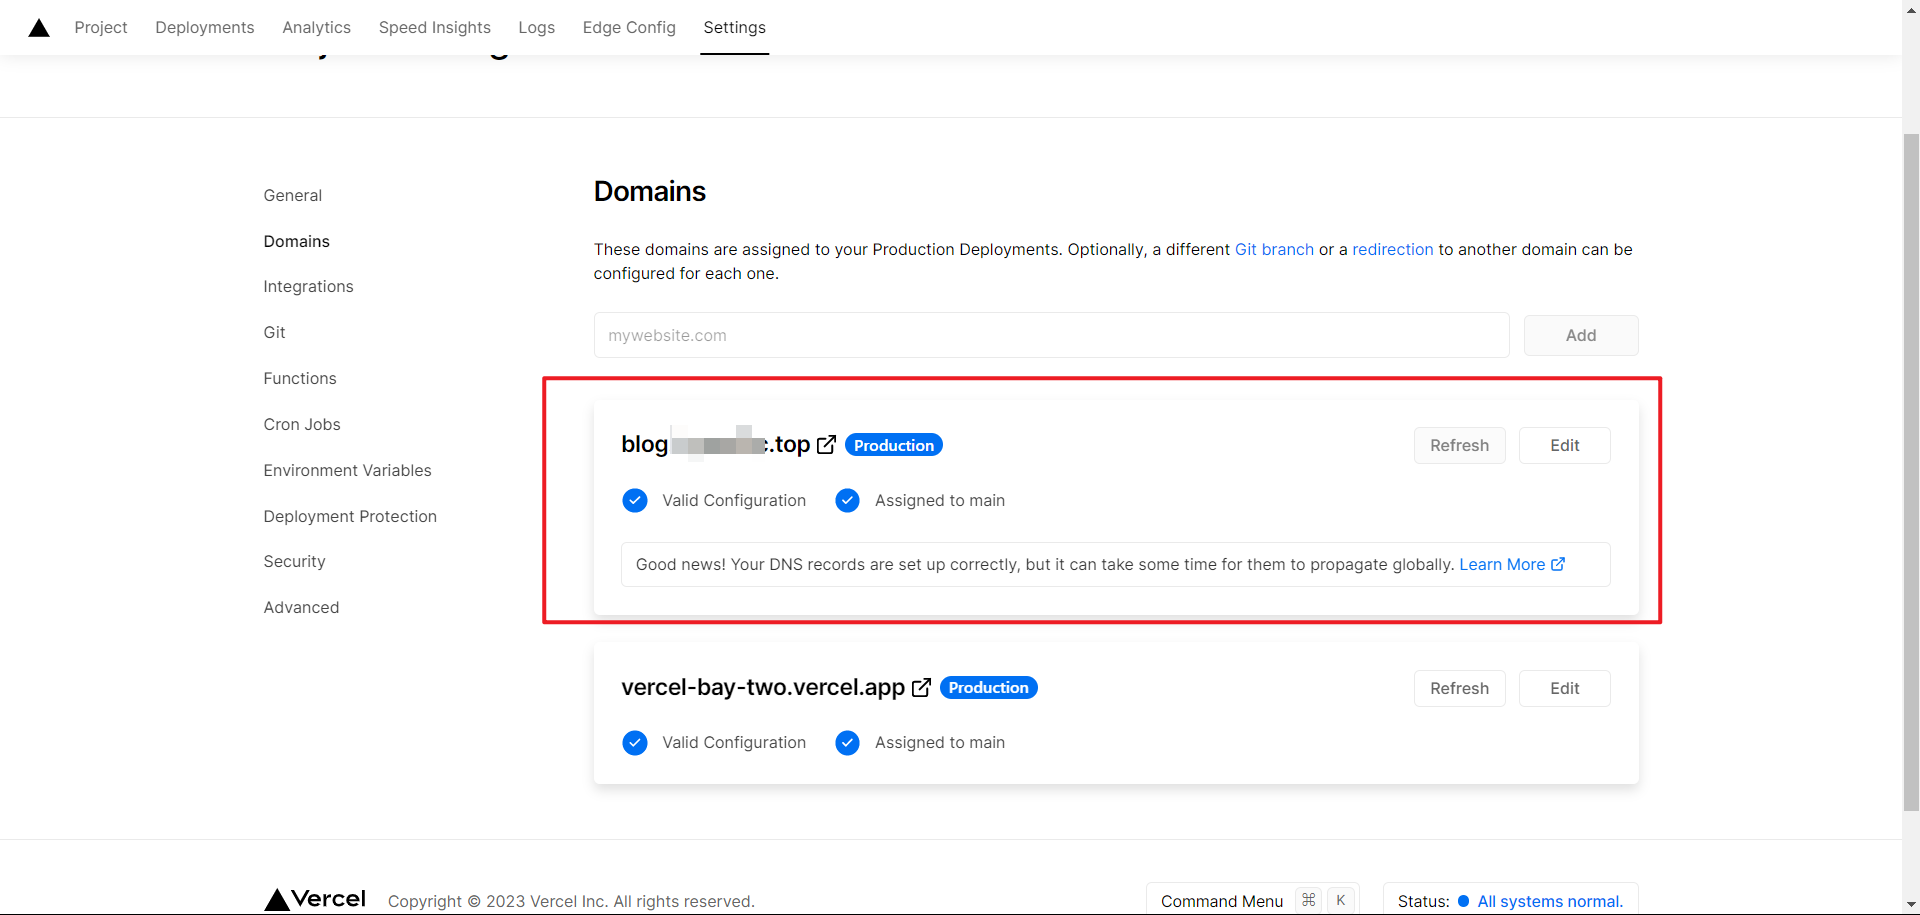 Project Deployments Analytics Speed Insights Logs Edge Config Settings
General
Domains
Integrations
Git
Functions
Cron Jobs
Environment Variables
Deployment Protection
Security
Advanced
Domains
These domains are assigned to your Production Deployments. Optionally, a different Git branch or a redirection to another domain can be
configured for each one.
mywebsite.com Add
blog .top Production Refresh Edit
Valid Configuration Assigned to main
Good news! Your DNS records are set up correctly, but it can take some time for them to propagate globally. Learn More
vercel-bay-two.vercel.app Production Refresh Edit
Valid Configuration Assigned to main
Vercel Copyright © 2023 Vercel Inc. All rights reserved. Command Menu ⌘ K Status: All systems normal.